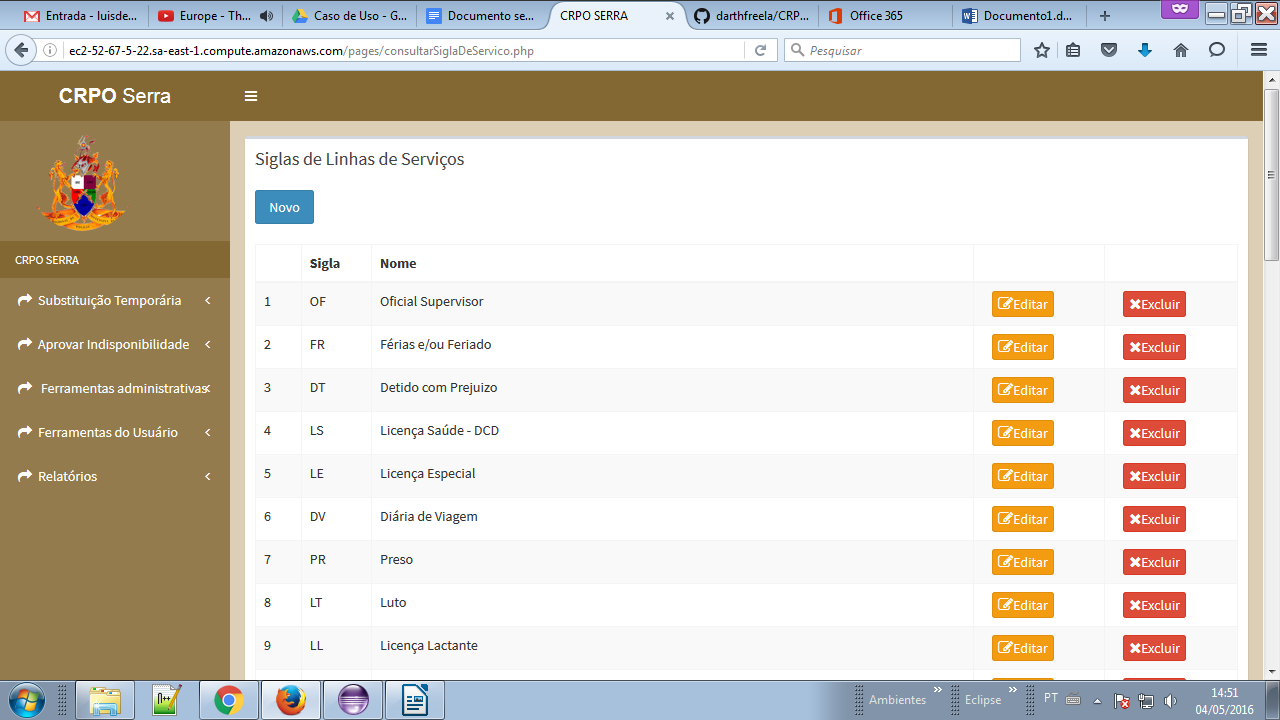 Entrada - luisde...
Europe - Th...
Caso de Uso - G...
Documento se...
CRPO SERRA
darthfreela/CRP...
Office 365
Documento1.d...
ec2-52-67-5-22.sa-east-1.compute.amazonaws.com/pages/consultarSiglaDeServico.php
Pesquisar
CRPO Serra
CRPO SERRA
Substituição Temporária
Aprovar Indisponibilidade
Ferramentas administrativas
Ferramentas do Usuário
Relatórios
Siglas de Linhas de Serviços
Novo
Sigla Nome
1 OF Oficial Supervisor Editar Excluir
2 FR Férias e/ou Feriado Editar Excluir
3 DT Detido com Prejuizo Editar Excluir
4 LS Licença Saúde - DCD Editar Excluir
5 LE Licença Especial Editar Excluir
6 DV Diária de Viagem Editar Excluir
7 PR Preso Editar Excluir
8 LT Luto Editar Excluir
9 LL Licença Lactante Editar Excluir
Ambientes
Eclipse
PT
14:51
04/05/2016